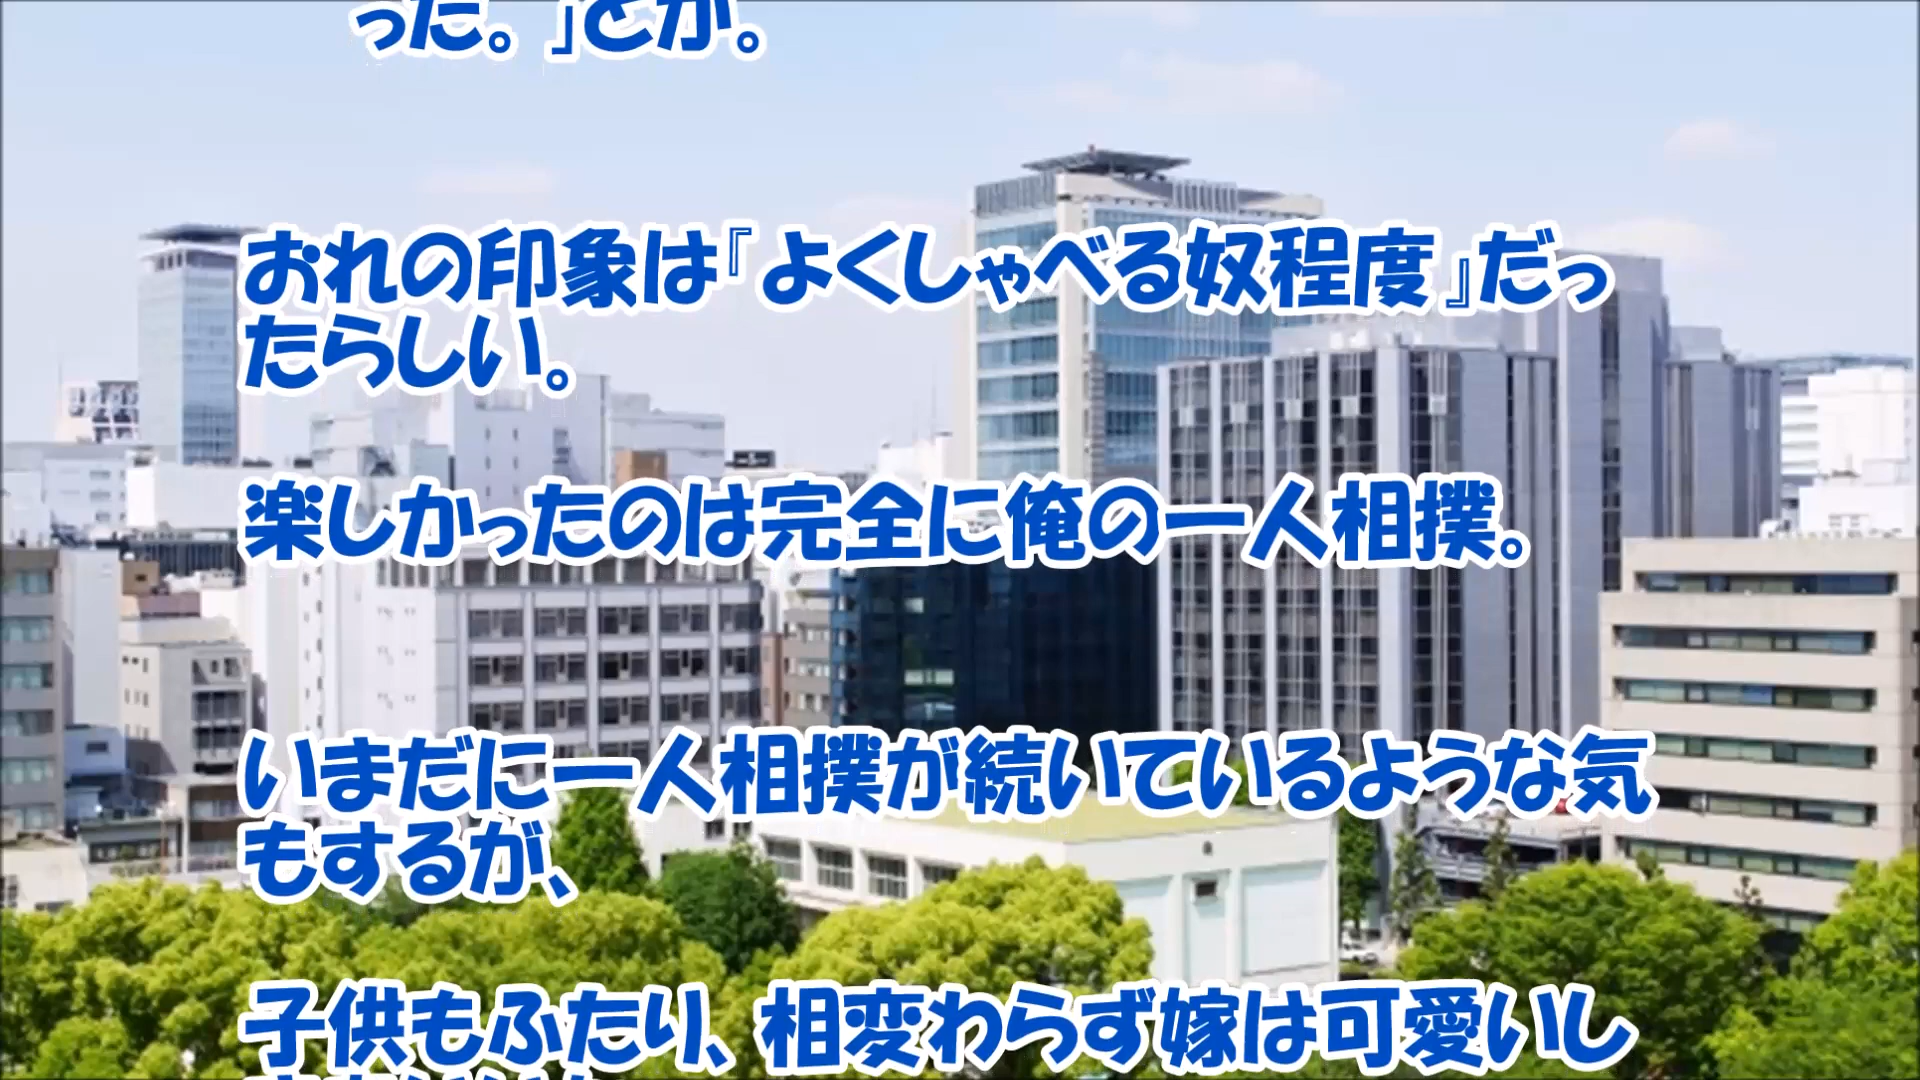 った。』とか。
おれの印象は『よくしゃべる奴程度』だっ
たらしい。
楽しかったのは完全に俺の一人相撲。
いまだに一人相撲が続いているような気
もするが、
子供もふたり、相変わらず嫁は可愛いし